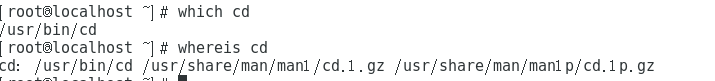 [root@localhost ~]# which cd
/usr/bin/cd
[root@localhost ~]# whereis cd
cd: /usr/bin/cd /usr/share/man/man1/cd.1.gz /usr/share/man/man1p/cd.1p.gz
[root@localhost ~]#